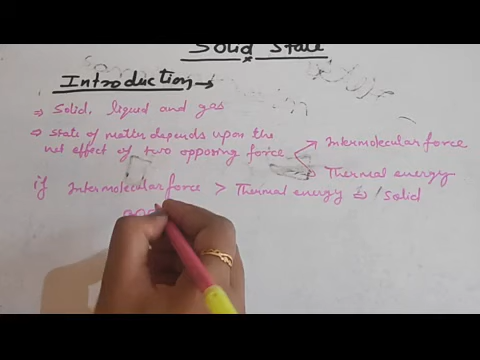 Solid State
Introduction →
⇒ Solid, liquid and gas
⇒ State of matter depends upon the
net effect of two opposing force → Intermolecular force
→ Thermal energy
if Intermolecular force > Thermal energy ⇒ Solid